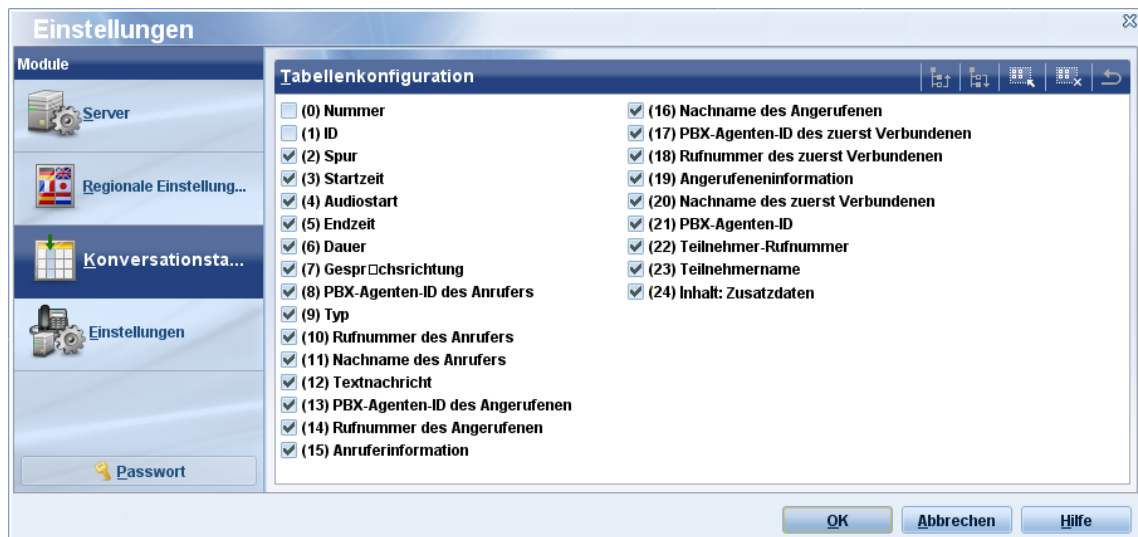 Einstellungen
Module
Server
Regionale Einstellung...
Konversationsta...
Einstellungen
Passwort
Tabellenkonfiguration
(0) Nummer
(1) ID
(2) Spur
(3) Startzeit
(4) Audiostart
(5) Endzeit
(6) Dauer
(7) Gespr□chsrichtung
(8) PBX-Agenten-ID des Anrufers
(9) Typ
(10) Rufnummer des Anrufers
(11) Nachname des Anrufers
(12) Textnachricht
(13) PBX-Agenten-ID des Angerufenen
(14) Rufnummer des Angerufenen
(15) Anruferinformation
(16) Nachname des Angerufenen
(17) PBX-Agenten-ID des zuerst Verbundenen
(18) Rufnummer des zuerst Verbundenen
(19) Angerufeneninformation
(20) Nachname des zuerst Verbundenen
(21) PBX-Agenten-ID
(22) Teilnehmer-Rufnummer
(23) Teilnehmername
(24) Inhalt: Zusatzdaten
OK
Abbrechen
Hilfe